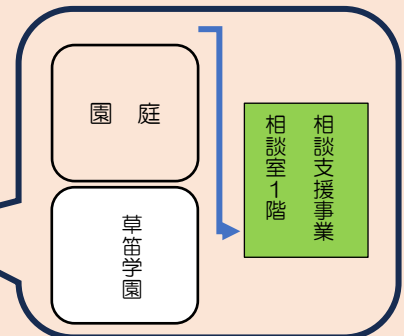 園　庭
草笛学園
相談支援事業
相談室１階